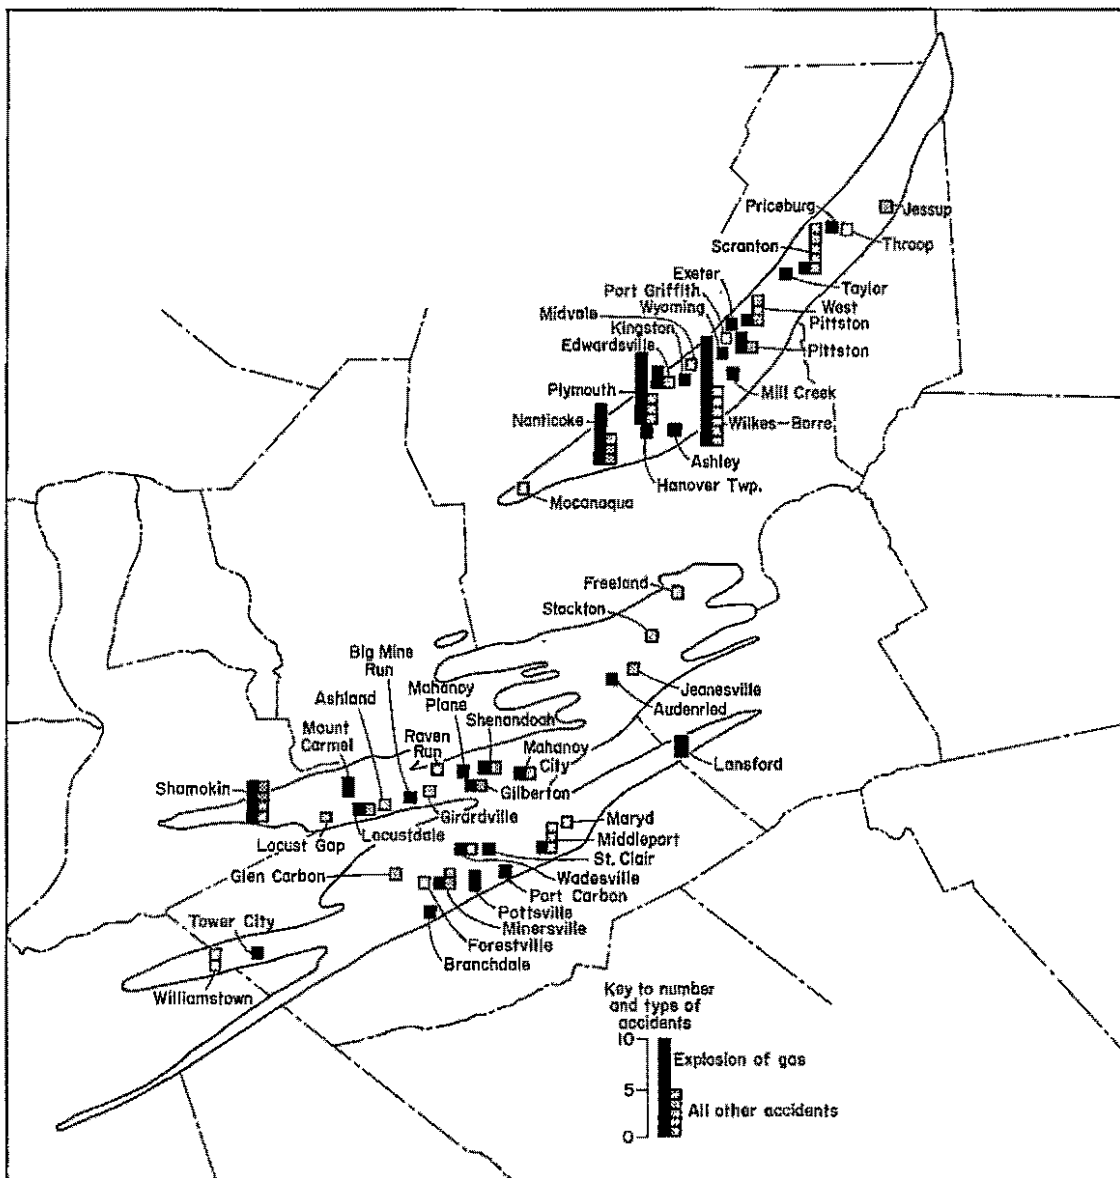 Priceburg
Jessup
Throop
Scranton
Exeter
Taylor
Port Griffith
West
Pittston
Wyoming
Midvale
Kingston
Pittston
Edwardsville
Plymouth
Mill Creek
Nanticoke
Wilkes-Barre
Ashley
Hanover Twp.
Mocanaqua
Freeland
Stockton
Big Mine
Run
Jeanesville
Ashland
Mahanoy
Plane
Audenried
Shenandoah
Mount
Carmel
Raven
Run
Mahanoy
City
Lansford
Shamokin
Gilberton
Girardville
Locustdale
Locust Gap
Maryd
Middleport
St. Clair
Glen Carbon
Wadesville
Port Carbon
Pottsville
Minersville
Tower City
Forestville
Branchdale
Williamstown
Key to number
and type of
accidents
10
Explosion of gas
5
All other accidents
0